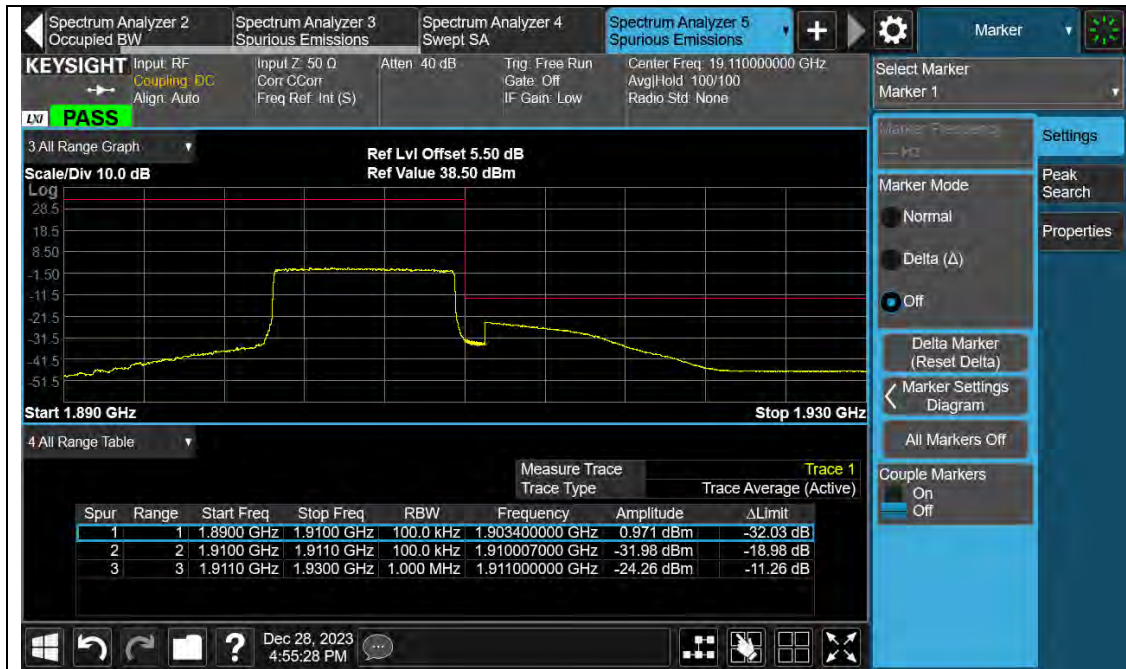 Spectrum Analyzer 2
Occupied BW
Spectrum Analyzer 3
Spurious Emissions
Spectrum Analyzer 4
Swept SA
Spectrum Analyzer 5
Spurious Emissions
+
Marker
KEYSIGHT
Input: RF
Coupling: DC
Align: Auto
Input Z: 50 Ω
Corr CCorr
Freq Ref: Int (S)
Atten: 40 dB
Trig: Free Run
Gate: Off
IF Gain: Low
Center Freq: 19.110000000 GHz
Avg|Hold: 100/100
Radio Std: None
LXI
PASS
Select Marker
Marker 1
Marker Frequency
--- Hz
Settings
Peak
Search
Properties
Marker Mode
Normal
Delta (Δ)
Off
Delta Marker
(Reset Delta)
Marker Settings
Diagram
All Markers Off
Couple Markers
On
Off
3 All Range Graph
Scale/Div 10.0 dB
Ref Lvl Offset 5.50 dB
Ref Value 38.50 dBm
Log
28.5
18.5
8.50
-1.50
-11.5
-21.5
-31.5
-41.5
-51.5
Start 1.890 GHz
Stop 1.930 GHz
4 All Range Table
Measure Trace Trace 1
Trace Type Trace Average (Active)
Spur Range Start Freq Stop Freq RBW Frequency Amplitude ΔLimit
1 1 1.8900 GHz 1.9100 GHz 100.0 kHz 1.903400000 GHz 0.971 dBm -32.03 dB
2 2 1.9100 GHz 1.9110 GHz 100.0 kHz 1.910007000 GHz -31.98 dBm -18.98 dB
3 3 1.9110 GHz 1.9300 GHz 1.000 MHz 1.911000000 GHz -24.26 dBm -11.26 dB
?
Dec 28, 2023
4:55:28 PM